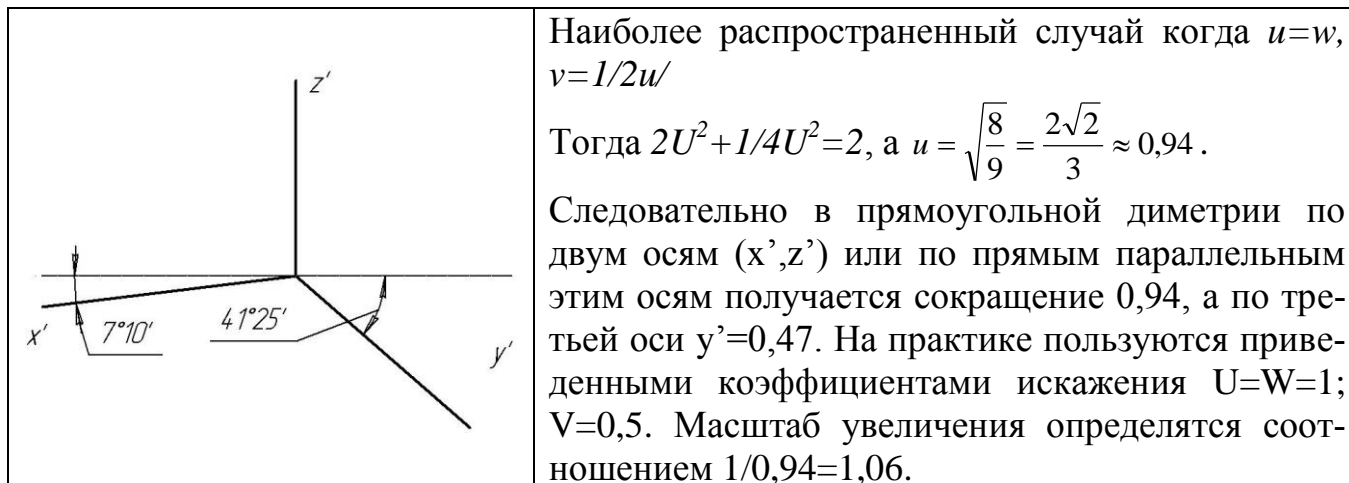 z'
x'
7°10'
41°25'
y'
Наиболее распространенный случай когда u=w,
v=1/2u/
Тогда 2U²+1/4U²=2, а u = √(8/9) = 2√2/3 ≈ 0,94 .
Следовательно в прямоугольной диметрии по
двум осям (x’,z’) или по прямым параллельным
этим осям получается сокращение 0,94, а по тре-
тьей оси y’=0,47. На практике пользуются приве-
денными коэффициентами искажения U=W=1;
V=0,5. Масштаб увеличения определятся соот-
ношением 1/0,94=1,06.